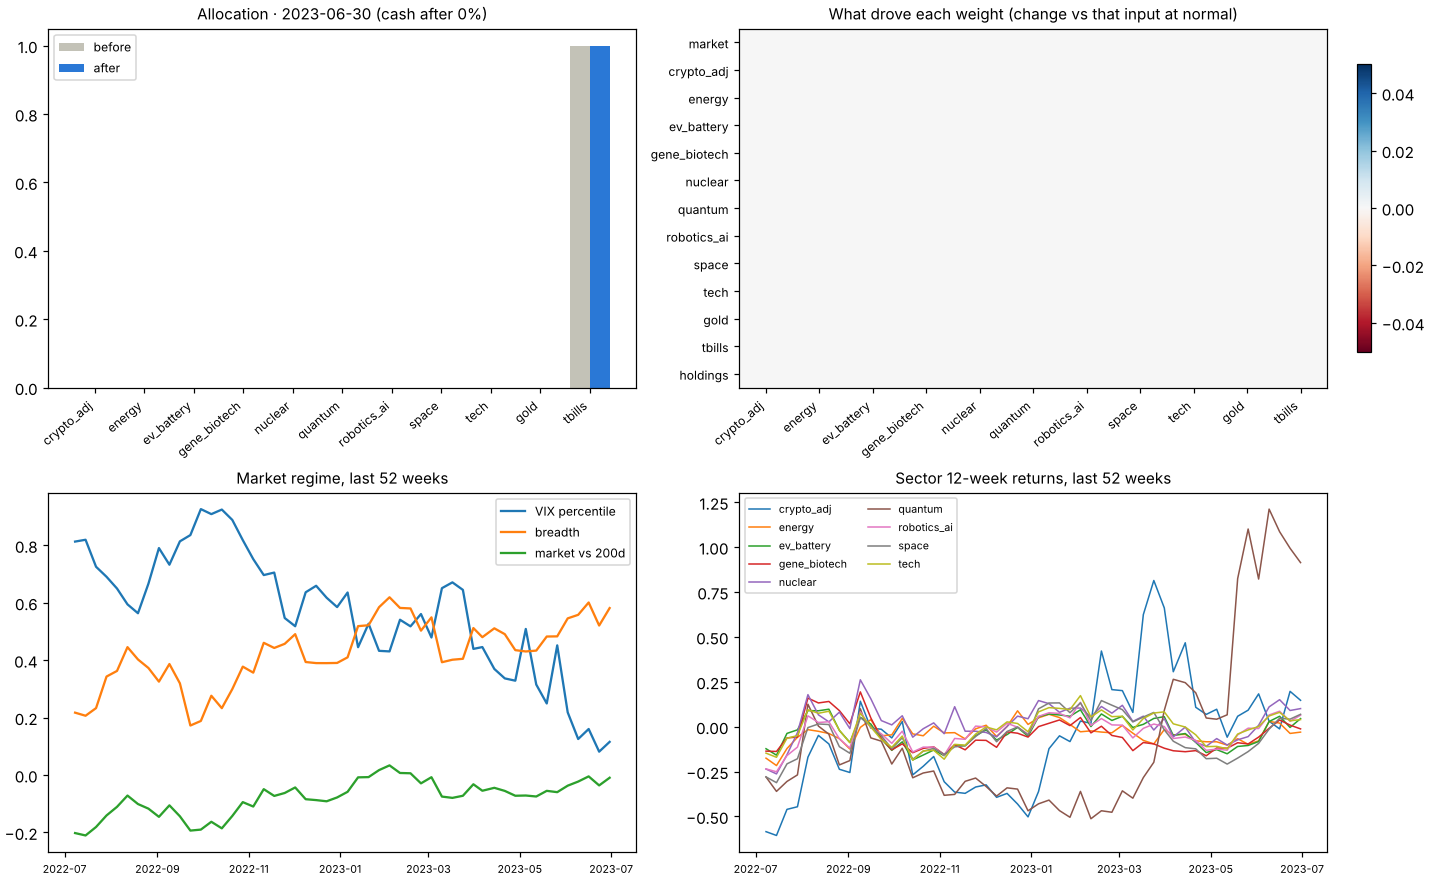 Allocation · 2023-06-30 (cash after 0%)
before
after
1.0
0.8
0.6
0.4
0.2
0.0
crypto_adj
energy
ev_battery
gene_biotech
nuclear
quantum
robotics_ai
space
tech
gold
tbills
What drove each weight (change vs that input at normal)
market
crypto_adj
energy
ev_battery
gene_biotech
nuclear
quantum
robotics_ai
space
tech
gold
tbills
holdings
crypto_adj
energy
ev_battery
gene_biotech
nuclear
quantum
robotics_ai
space
tech
gold
tbills
0.04
0.02
0.00
−0.02
−0.04
Market regime, last 52 weeks
VIX percentile
breadth
market vs 200d
0.8
0.6
0.4
0.2
0.0
−0.2
2022-07
2022-09
2022-11
2023-01
2023-03
2023-05
2023-07
Sector 12-week returns, last 52 weeks
crypto_adj
energy
ev_battery
gene_biotech
nuclear
quantum
robotics_ai
space
tech
1.25
1.00
0.75
0.50
0.25
0.00
−0.25
−0.50
2022-07
2022-09
2022-11
2023-01
2023-03
2023-05
2023-07